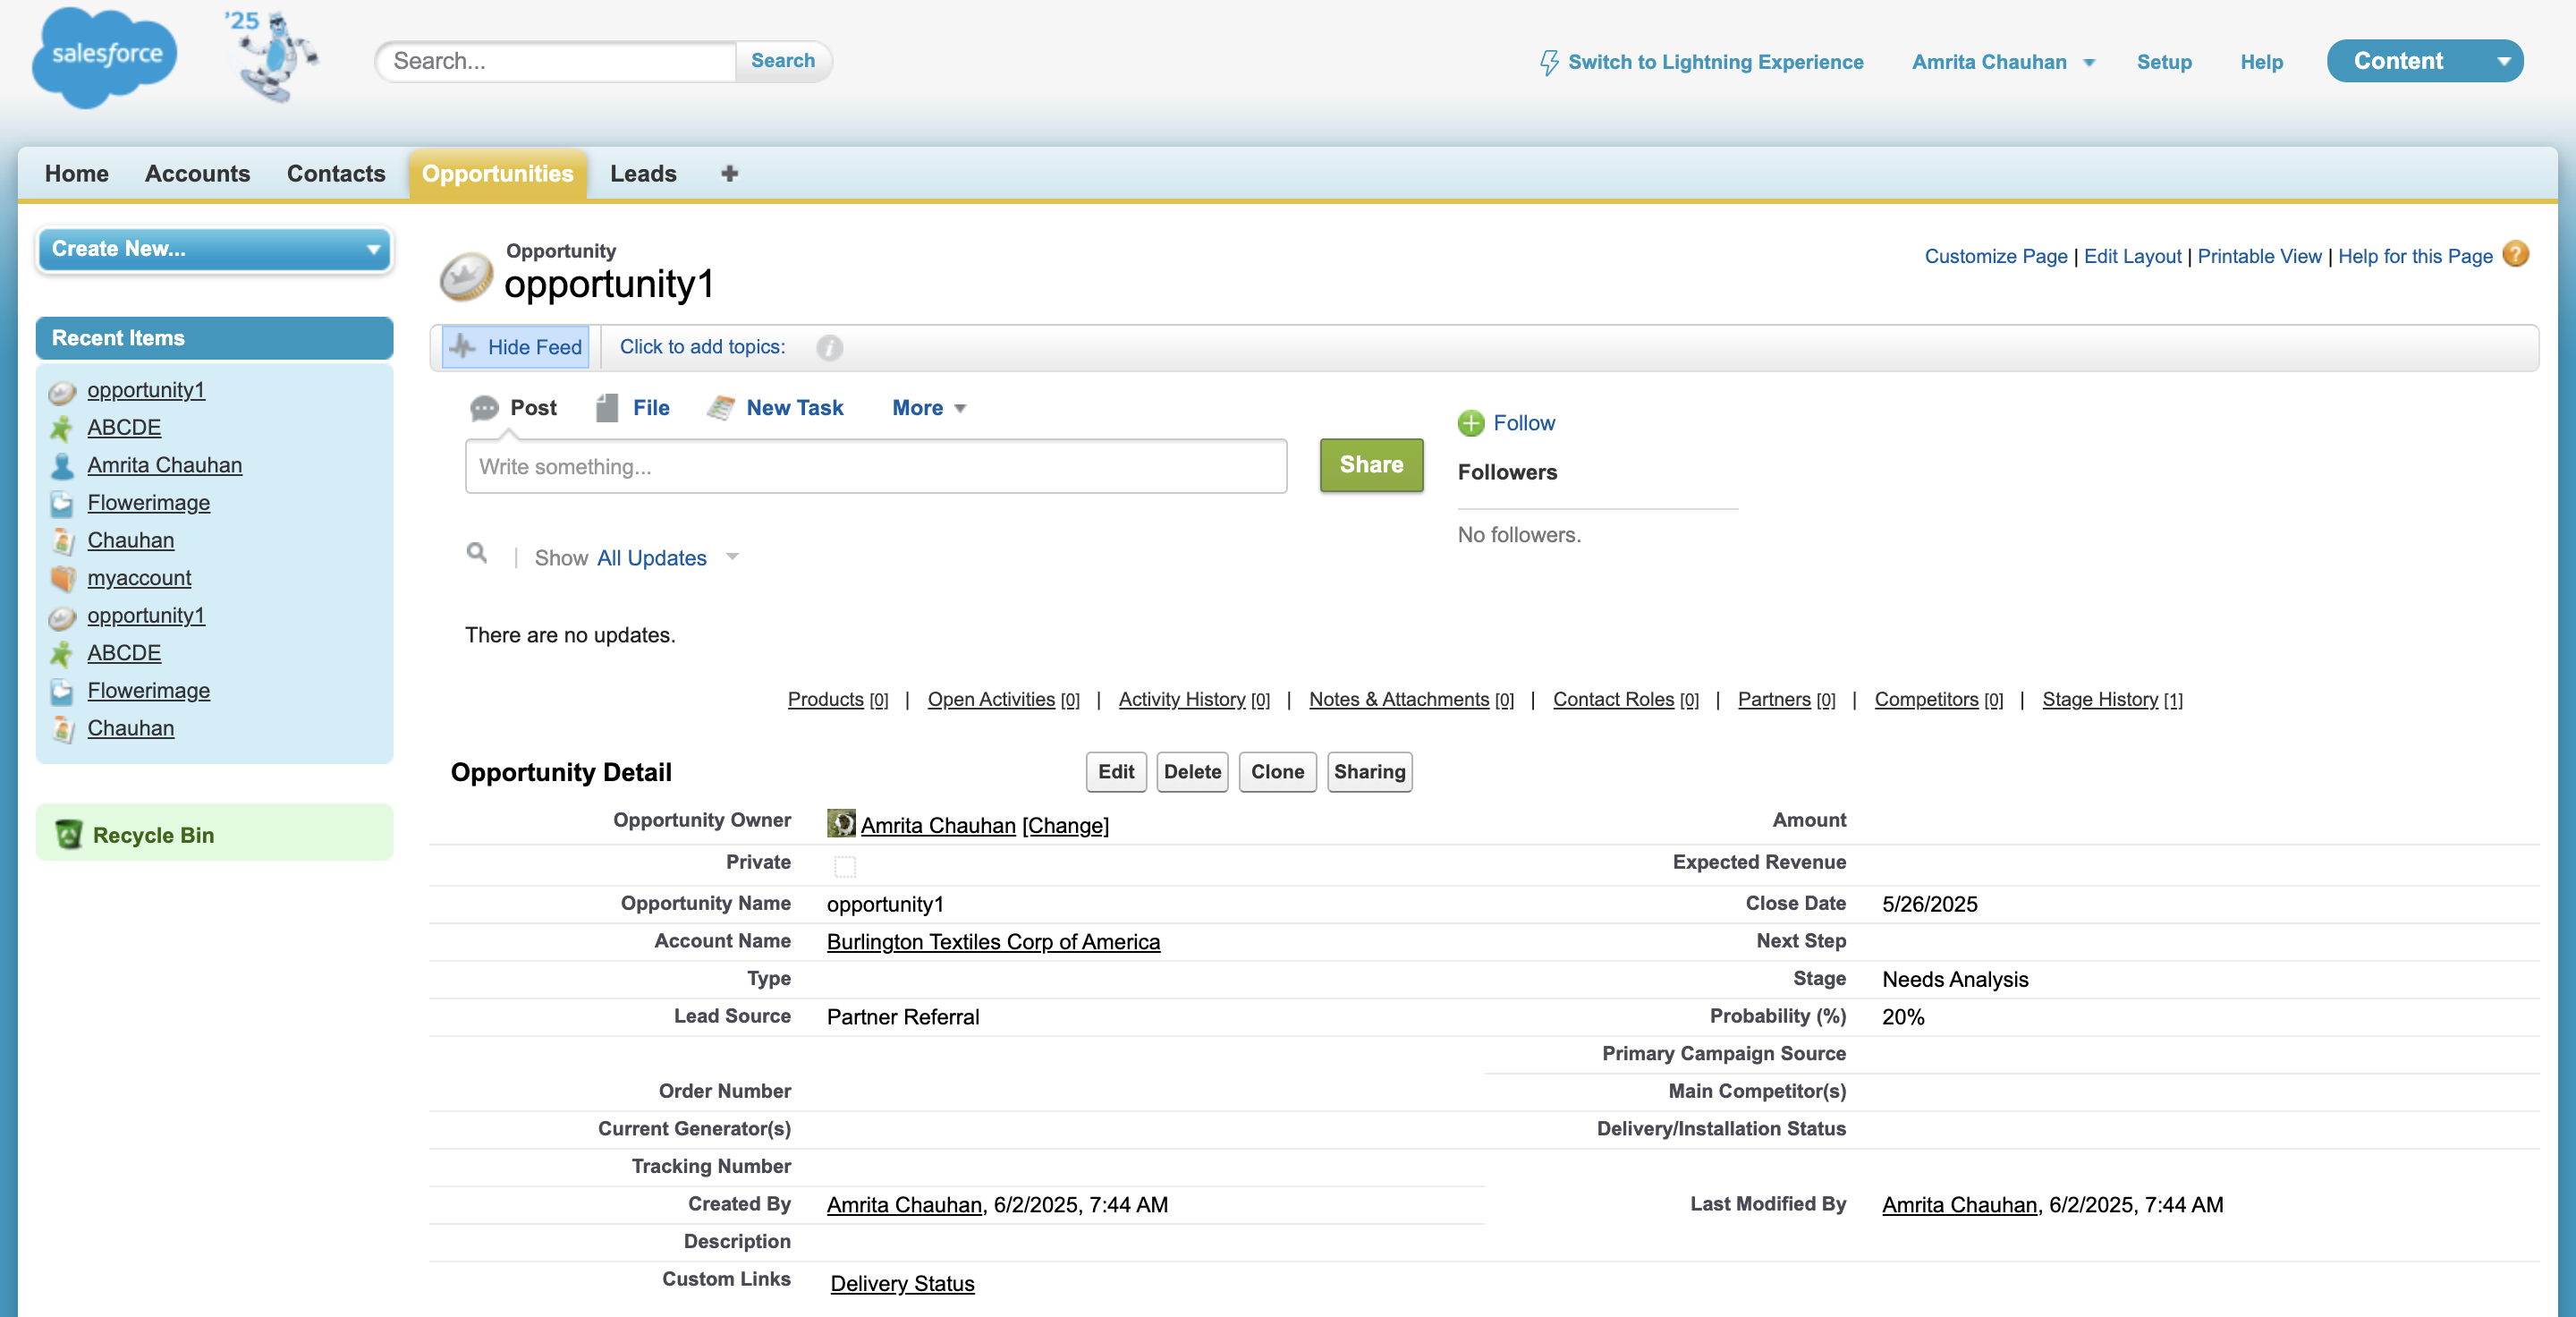 salesforce
'25
Search...
Search
Switch to Lightning Experience
Amrita Chauhan
Setup
Help
Content
Home
Accounts
Contacts
Opportunities
Leads
Create New...
Recent Items
opportunity1
ABCDE
Amrita Chauhan
Flowerimage
Chauhan
myaccount
opportunity1
ABCDE
Flowerimage
Chauhan
Recycle Bin
Opportunity
opportunity1
Customize Page | Edit Layout | Printable View | Help for this Page
Hide Feed
Click to add topics:
Post
File
New Task
More
Write something...
Share
Follow
Followers
No followers.
Show All Updates
There are no updates.
Products [0] | Open Activities [0] | Activity History [0] | Notes & Attachments [0] | Contact Roles [0] | Partners [0] | Competitors [0] | Stage History [1]
Opportunity Detail
Edit
Delete
Clone
Sharing
Opportunity Owner Amrita Chauhan [Change]
Amount
Private
Expected Revenue
Opportunity Name opportunity1
Close Date 5/26/2025
Account Name Burlington Textiles Corp of America
Next Step
Type
Stage Needs Analysis
Lead Source Partner Referral
Probability (%) 20%
Primary Campaign Source
Order Number
Main Competitor(s)
Current Generator(s)
Delivery/Installation Status
Tracking Number
Created By Amrita Chauhan, 6/2/2025, 7:44 AM
Last Modified By Amrita Chauhan, 6/2/2025, 7:44 AM
Description
Custom Links Delivery Status